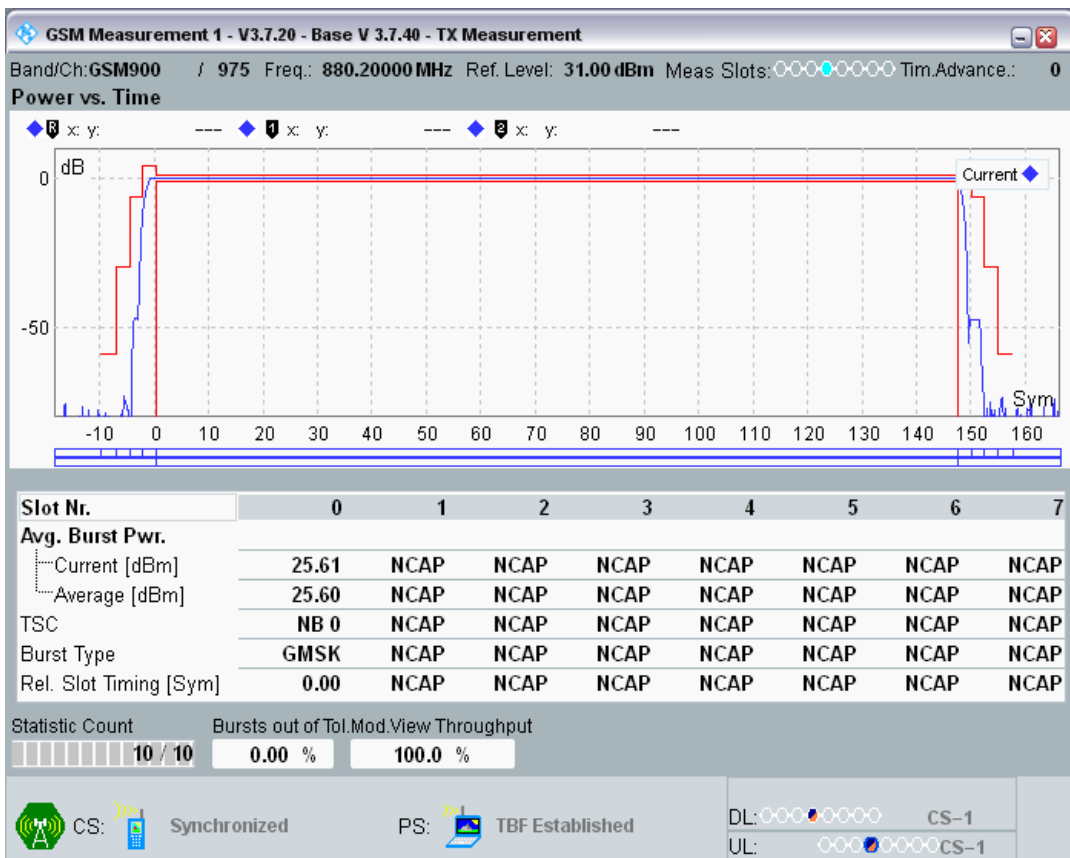 GSM Measurement 1 - V3.7.20 - Base V 3.7.40 - TX Measurement
Band/Ch:GSM900 / 975 Freq.: 880.20000 MHz Ref. Level: 31.00 dBm Meas Slots: Tim.Advance.: 0
Power vs. Time
R x: y: --- 1 x: y: --- 2 x: y: ---
dB
Current
0
-50
Sym
-10 0 10 20 30 40 50 60 70 80 90 100 110 120 130 140 150 160
Slot Nr. 0 1 2 3 4 5 6 7
Avg. Burst Pwr.
Current [dBm] 25.61 NCAP NCAP NCAP NCAP NCAP NCAP NCAP
Average [dBm] 25.60 NCAP NCAP NCAP NCAP NCAP NCAP NCAP
TSC NB 0 NCAP NCAP NCAP NCAP NCAP NCAP NCAP
Burst Type GMSK NCAP NCAP NCAP NCAP NCAP NCAP NCAP
Rel. Slot Timing [Sym] 0.00 NCAP NCAP NCAP NCAP NCAP NCAP NCAP
Statistic Count Bursts out of Tol.Mod.View Throughput
10 / 10 0.00 % 100.0 %
CS: Synchronized PS: TBF Established
DL: CS-1
UL: CS-1